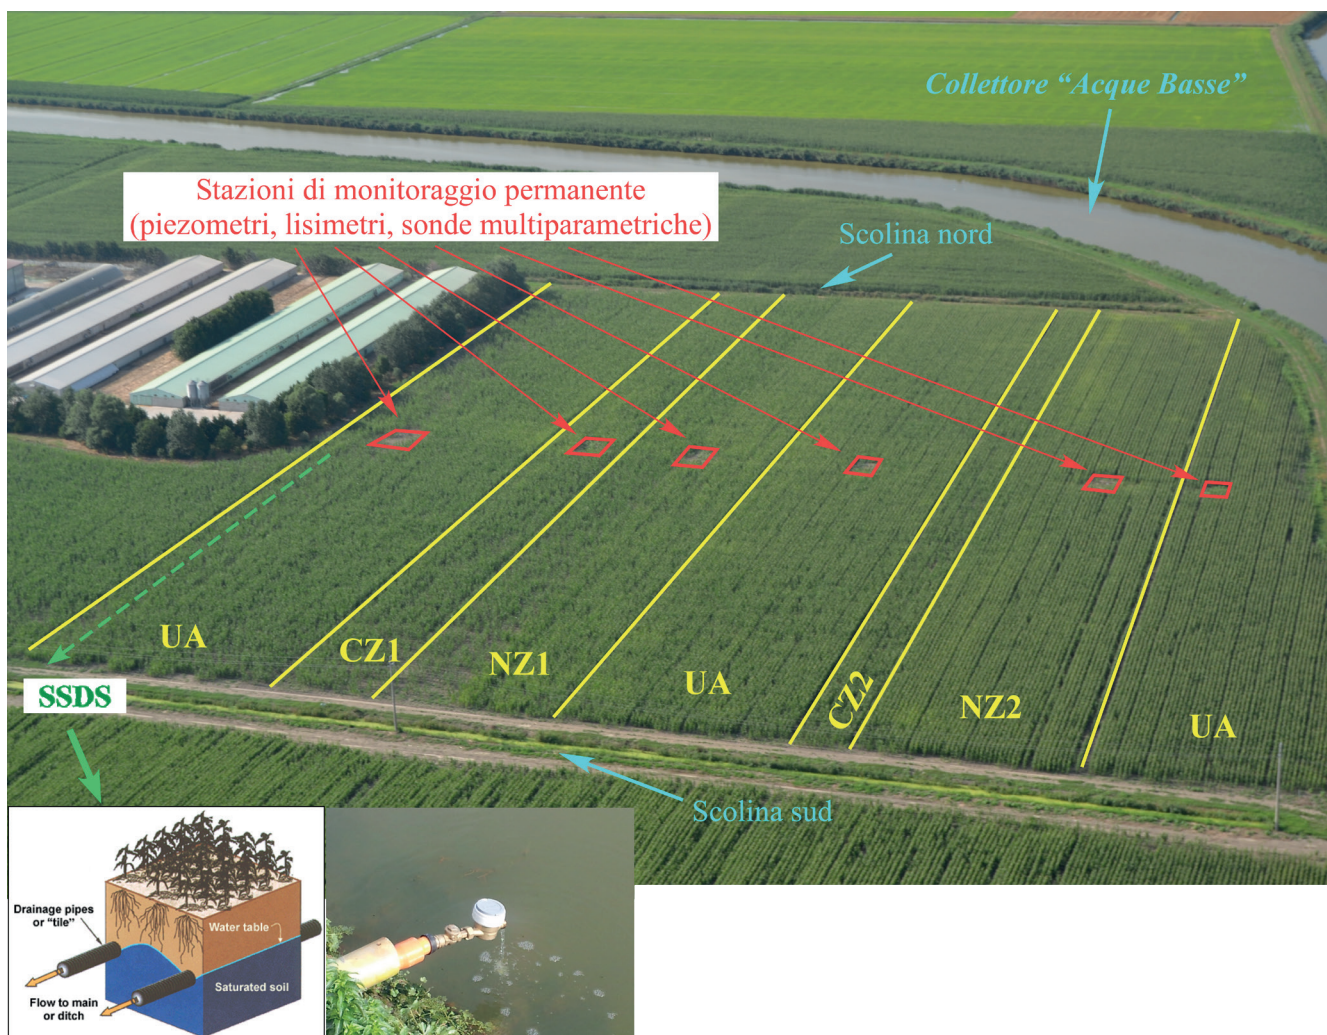 Collettore “Acque Basse”
Stazioni di monitoraggio permanente
(piezometri, lisimetri, sonde multiparametriche)
Scolina nord
UA
CZ1
NZ1
UA
CZ2
NZ2
UA
SSDS
Scolina sud
Drainage pipes
or “tile”
Water table
Saturated soil
Flow to main
or ditch